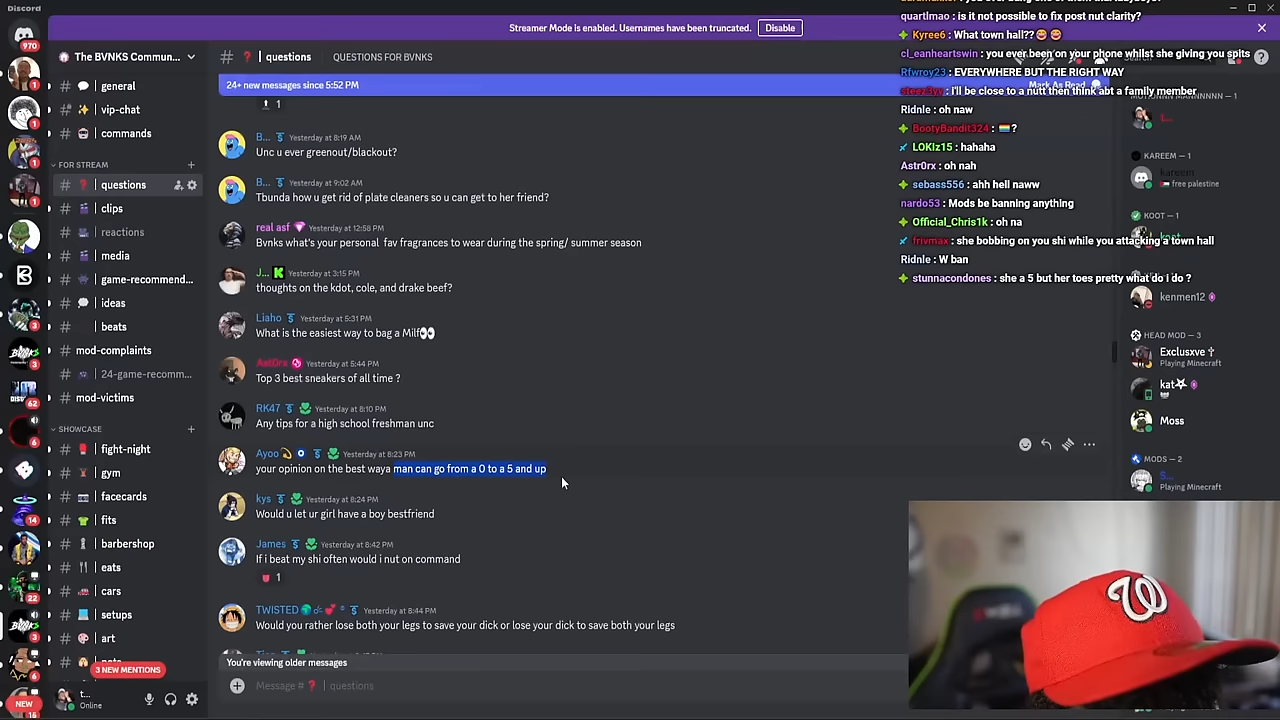 Discord
Streamer Mode is enabled. Usernames have been truncated. Disable
970
The BVNKS Commun...
# | questions QUESTIONS FOR BVNKS
24+ new messages since 5:52 PM
Mark As Read
# | general
# | vip-chat
# | commands
FOR STREAM
# | questions
# | clips
# | reactions
# | media
# | game-recommend...
# | ideas
# beats
# mod-complaints
# | 24-game-recomm...
# mod-victims
SHOWCASE
# | fight-night
# | gym
# | facecards
# | fits
# | barbershop
# | eats
# | cars
# | setups
# | art
3 NEW MENTIONS
NEW
t...
Online
1
B... Yesterday at 8:19 AM
Unc u ever greenout/blackout?
B... Yesterday at 9:02 AM
Tbunda how u get rid of plate cleaners so u can get to her friend?
real asf Yesterday at 12:58 PM
Bvnks what's your personal fav fragrances to wear during the spring/ summer season
J... Yesterday at 3:15 PM
thoughts on the kdot, cole, and drake beef?
Liaho Yesterday at 5:31 PM
What is the easiest way to bag a Milf👀
Ast0rx Yesterday at 5:44 PM
Top 3 best sneakers of all time ?
RK47 Yesterday at 8:10 PM
Any tips for a high school freshman unc
Ayoo Yesterday at 8:23 PM
your opinion on the best waya man can go from a 0 to a 5 and up
kys Yesterday at 8:24 PM
Would u let ur girl have a boy bestfriend
James Yesterday at 8:42 PM
If i beat my shi often would i nut on command
1
TWISTED Yesterday at 8:44 PM
Would you rather lose both your legs to save your dick or lose your dick to save both your legs
You're viewing older messages
Message # | questions
quartlmao : is it not possible to fix post nut clarity?
Kyree6 : What town hall??😂 😂
cl_eanheartswin : you ever been on your phone whilst she giving you spits
Rfwroy23 : EVERYWHERE BUT THE RIGHT WAY
steez3yy : I'll be close to a nutt then think abt a family member
Ridnle : oh naw
BootyBandit324 : 🏳️‍🌈?
LOKIz15 : hahaha
Astr0rx : oh nah
sebass556 : ahh hell naww
nardo53 : Mods be banning anything
Official_Chris1k : oh na
frivmax : she bobbing on you shi while you attacking a town hall
Ridnle : W ban
stunnacondones : she a 5 but her toes pretty what do I do ?
KAREEM — 1
kareem
free palestine
KOOT — 1
kenmen12
HEAD MOD — 3
Exclusxve ✝
Playing Minecraft
kat
Moss
MODS — 2
S...
Playing Minecraft
W